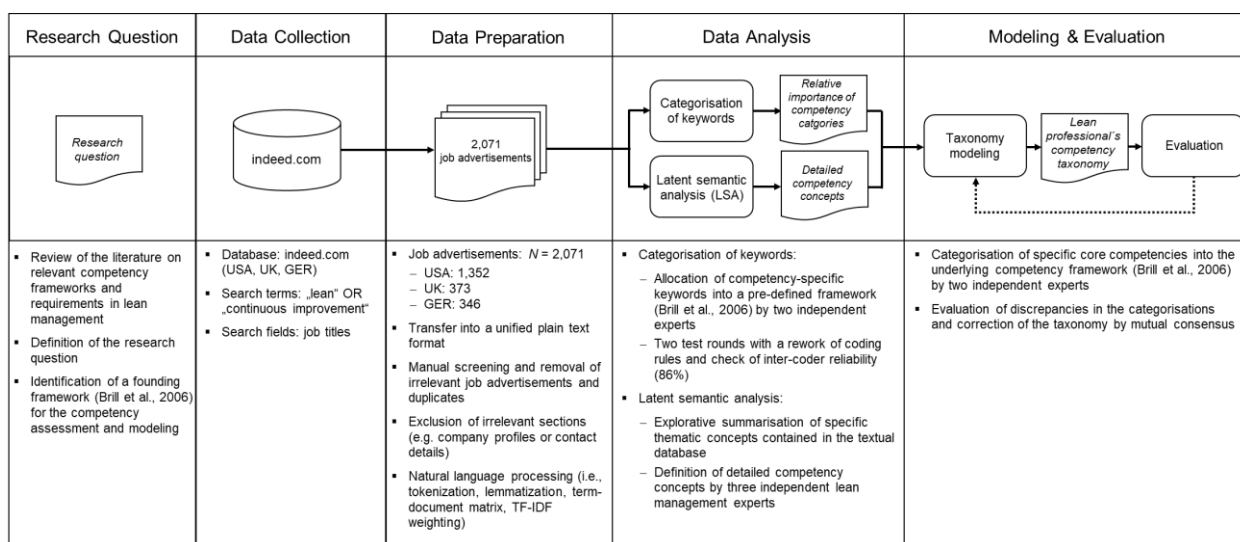 Research Question
Data Collection
Data Preparation
Data Analysis
Modeling & Evaluation
Research
question
indeed.com
2,071
job advertisements
Categorisation
of keywords
Relative
importance of
competency
catgories
Latent semantic
analysis (LSA)
Detailed
competency
concepts
Taxonomy
modeling
Lean
professional´s
competency
taxonomy
Evaluation
▪ Review of the literature on
relevant competency
frameworks and
requirements in lean
management
▪ Definition of the research
question
▪ Identification of a founding
framework (Brill et al., 2006)
for the competency
assessment and modeling
▪ Database: indeed.com
(USA, UK, GER)
▪ Search terms: „lean“ OR
„continuous improvement“
▪ Search fields: job titles
▪ Job advertisements: N = 2,071
– USA: 1,352
– UK: 373
– GER: 346
▪ Transfer into a unified plain text
format
▪ Manual screening and removal of
irrelevant job advertisements and
duplicates
▪ Exclusion of irrelevant sections
(e.g. company profiles or contact
details)
▪ Natural language processing (i.e.,
tokenization, lemmatization, term-
document matrix, TF-IDF
weighting)
▪ Categorisation of keywords:
– Allocation of competency-specific
keywords into a pre-defined framework
(Brill et al., 2006) by two independent
experts
– Two test rounds with a rework of coding
rules and check of inter-coder reliability
(86%)
▪ Latent semantic analysis:
– Explorative summarisation of specific
thematic concepts contained in the textual
database
– Definition of detailed competency
concepts by three independent lean
management experts
▪ Categorisation of specific core competencies into the
underlying competency framework (Brill et al., 2006)
by two independent experts
▪ Evaluation of discrepancies in the categorisations
and correction of the taxonomy by mutual consensus